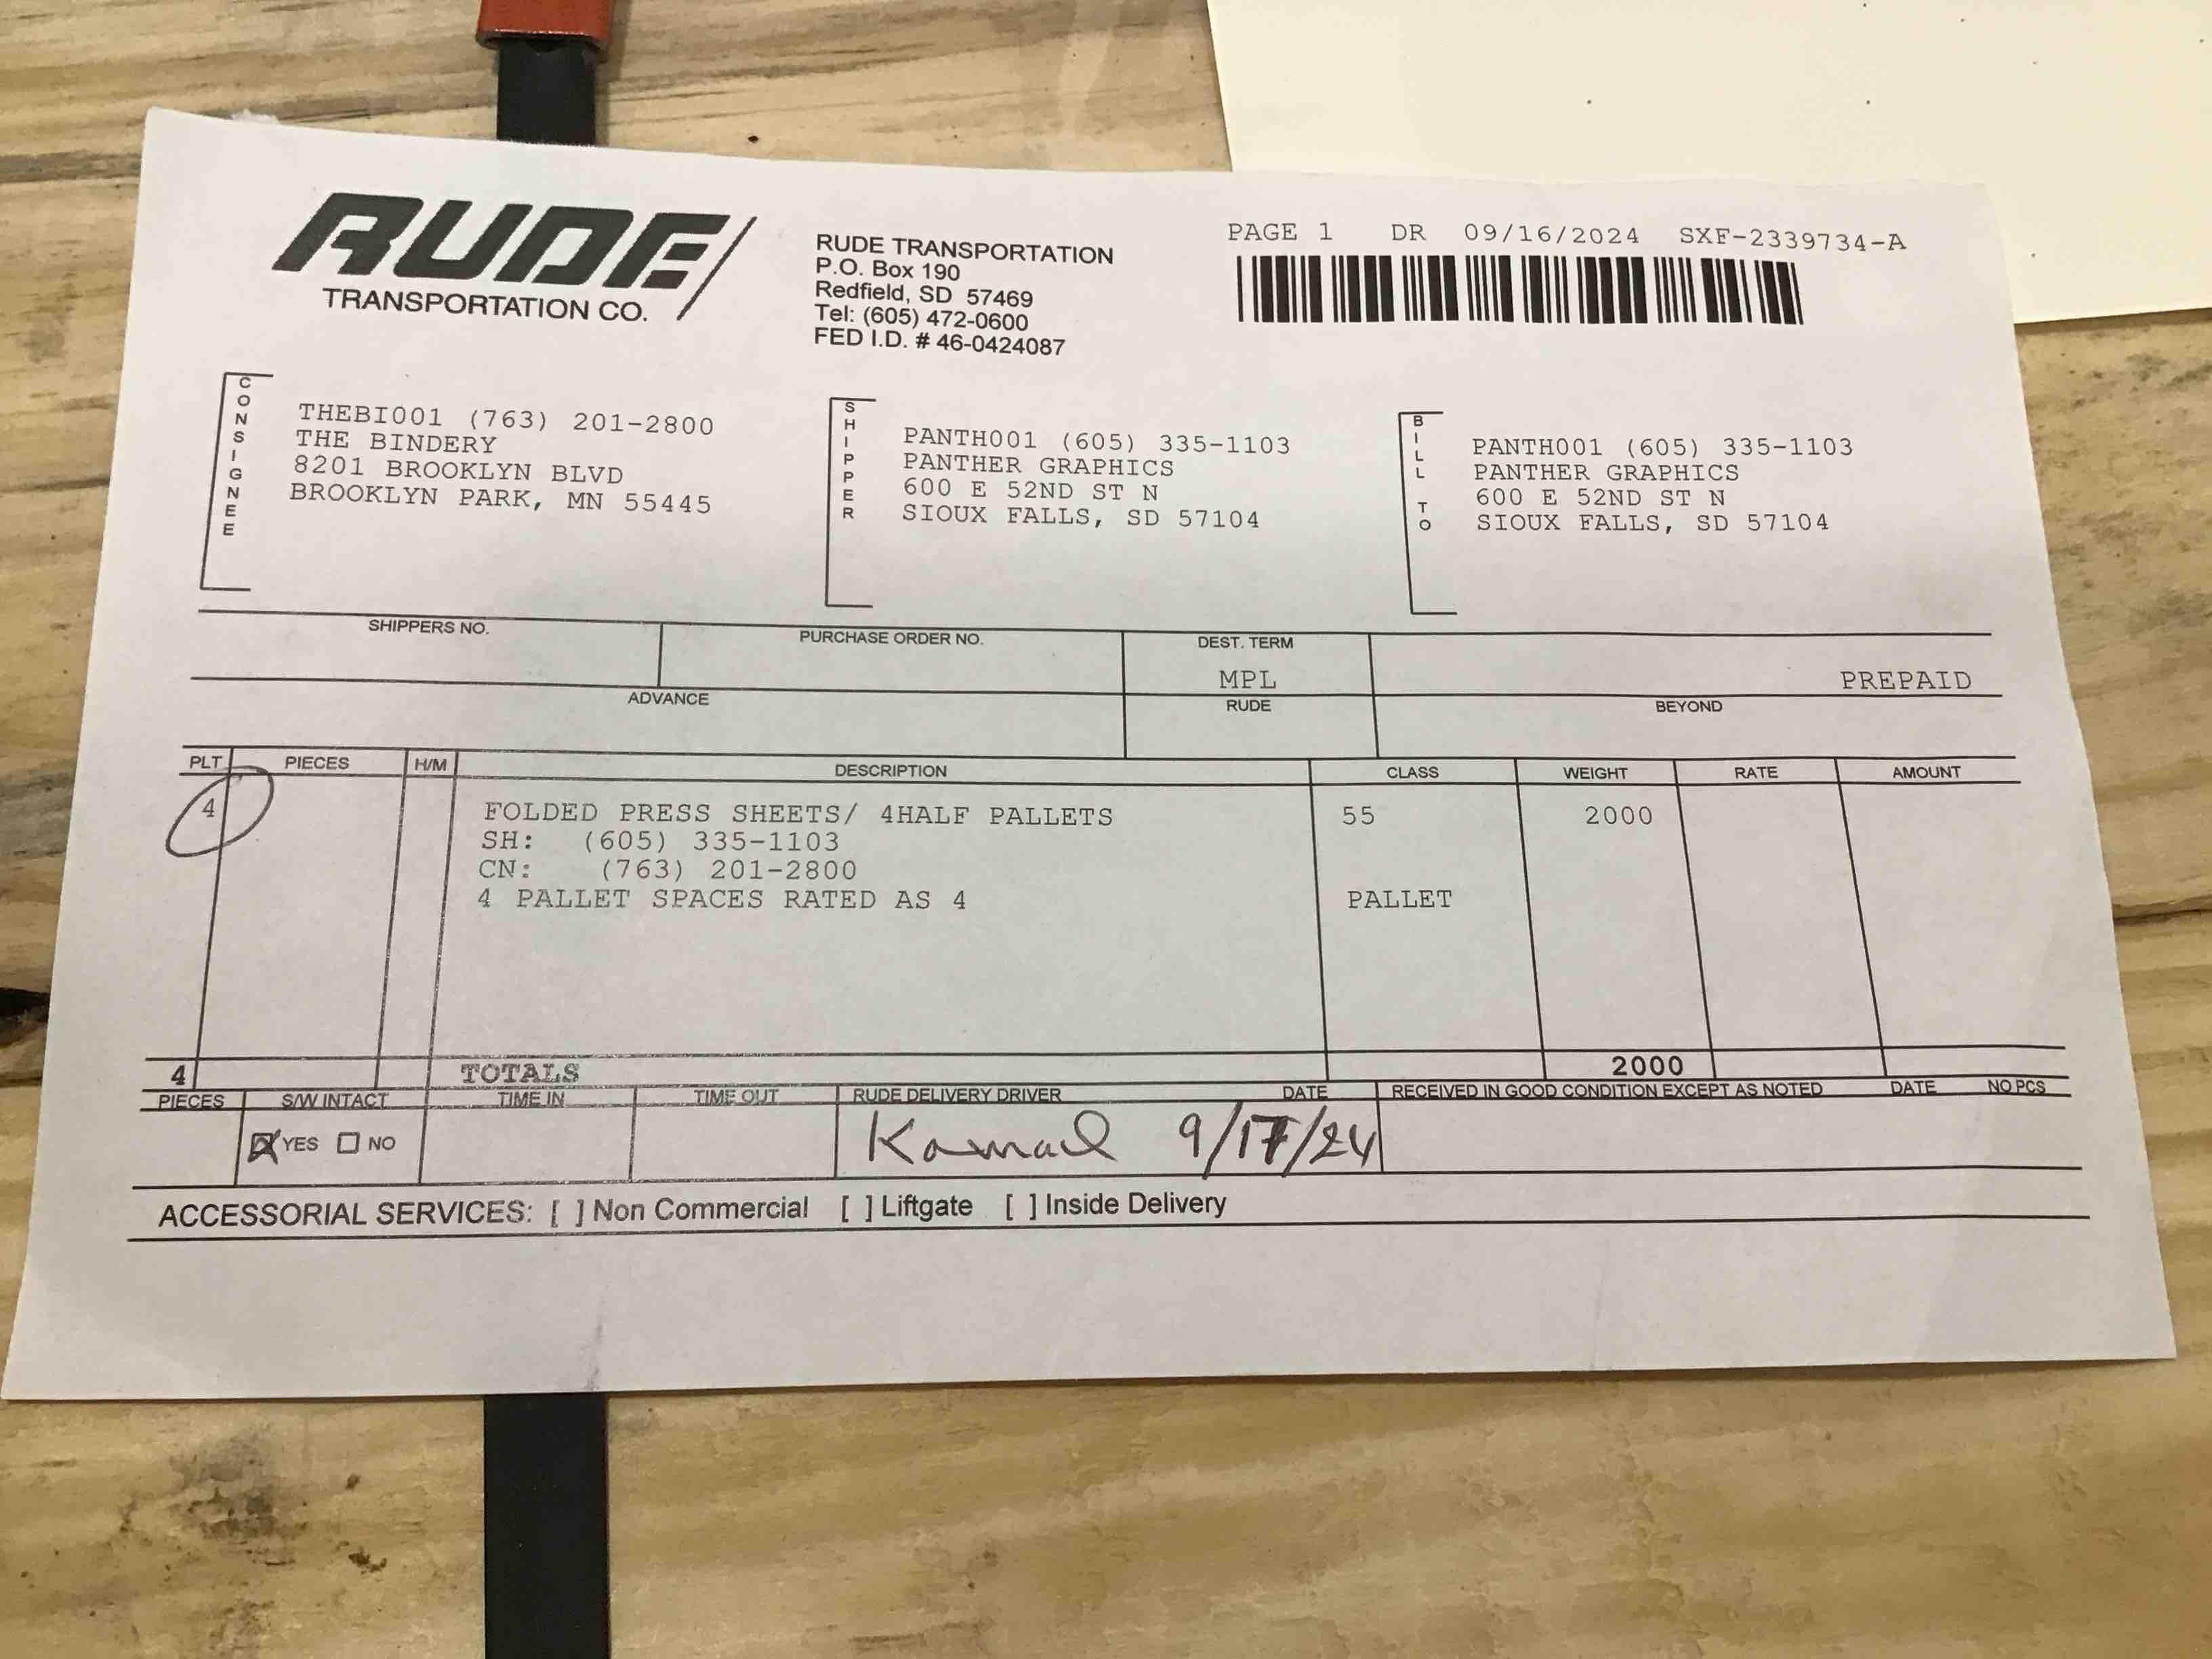 RUDE
TRANSPORTATION CO.
RUDE TRANSPORTATION
P.O. Box 190
Redfield, SD 57469
Tel: (605) 472-0600
FED I.D. # 46-0424087
PAGE 1 DR 09/16/2024 SXF-2339734-A
CONSIGNEE
THEBI001 (763) 201-2800
THE BINDERY
8201 BROOKLYN BLVD
BROOKLYN PARK, MN 55445
SHIPPER
PANTH001 (605) 335-1103
PANTHER GRAPHICS
600 E 52ND ST N
SIOUX FALLS, SD 57104
BILL TO
PANTH001 (605) 335-1103
PANTHER GRAPHICS
600 E 52ND ST N
SIOUX FALLS, SD 57104
SHIPPERS NO. PURCHASE ORDER NO. DEST. TERM
MPL PREPAID
ADVANCE RUDE BEYOND
PLT PIECES H/M DESCRIPTION CLASS WEIGHT RATE AMOUNT
4 FOLDED PRESS SHEETS/ 4HALF PALLETS 55 2000
SH: (605) 335-1103
CN: (763) 201-2800
4 PALLET SPACES RATED AS 4 PALLET
4 TOTALS 2000
PIECES S/W INTACT TIME IN TIME OUT RUDE DELIVERY DRIVER DATE RECEIVED IN GOOD CONDITION EXCEPT AS NOTED DATE NO PCS
YES NO Kamal 9/17/24
ACCESSORIAL SERVICES: [ ] Non Commercial [ ] Liftgate [ ] Inside Delivery